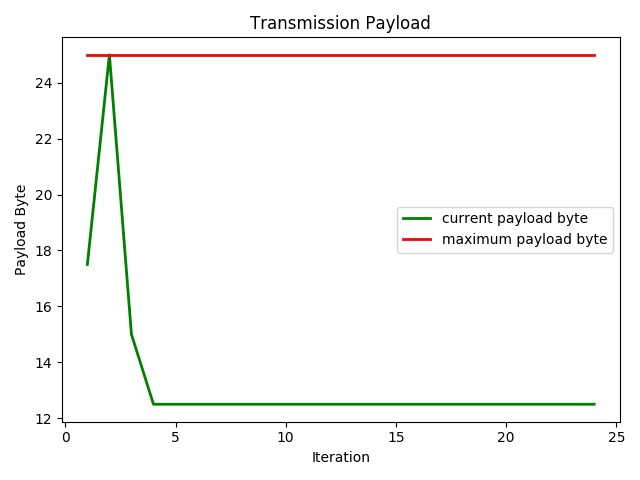 Transmission Payload
Payload Byte
24
22
20
18
16
14
12
current payload byte
maximum payload byte
0
5
10
15
20
25
Iteration